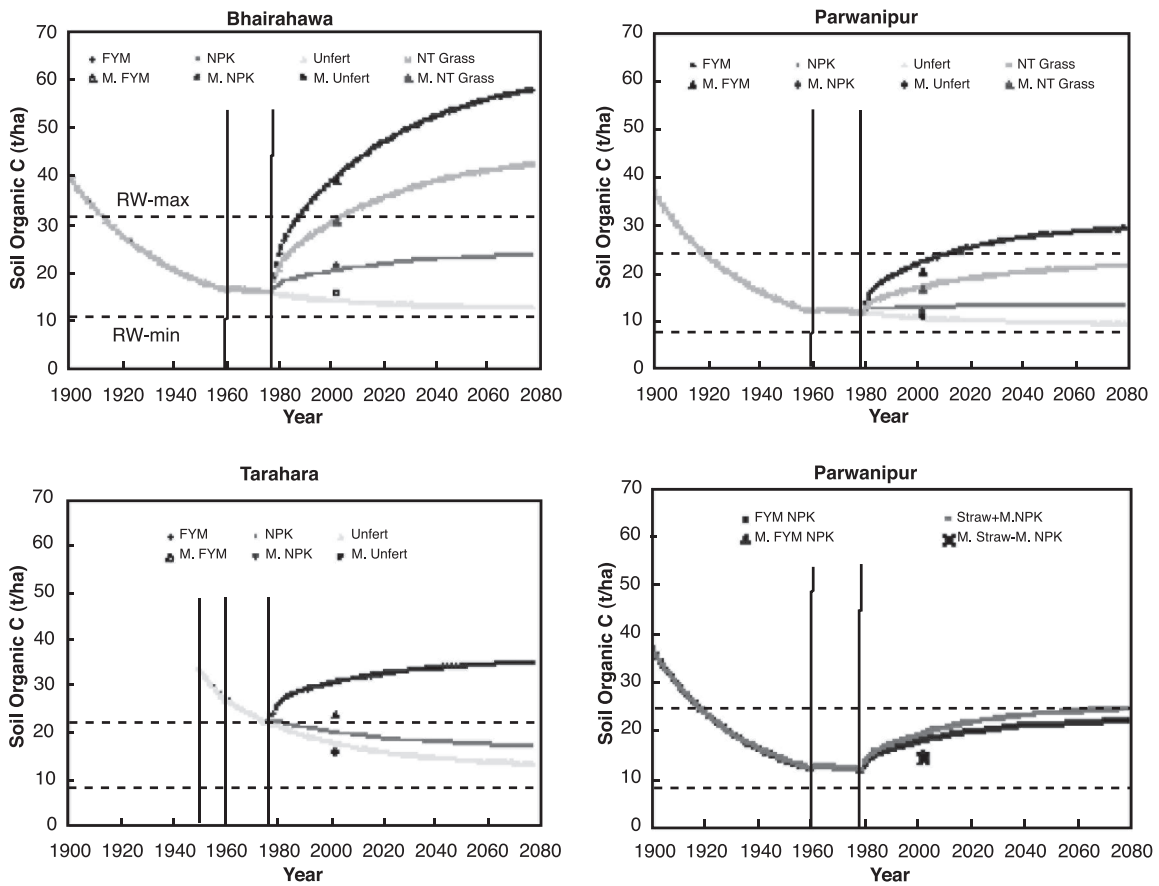 Bhairahawa
Soil Organic C (t/ha)
70
60
50
40
30
20
10
0
FYM NPK Unfert NT Grass
M. FYM M. NPK M. Unfert M. NT Grass
RW-max
RW-min
1900 1920 1940 1960 1980 2000 2020 2040 2060 2080
Year
Parwanipur
Soil Organic C (t/ha)
70
60
50
40
30
20
10
0
FYM NPK Unfert NT Grass
M. FYM M. NPK M. Unfert M. NT Grass
1900 1920 1940 1960 1980 2000 2020 2040 2060 2080
Year
Tarahara
Soil Organic C (t/ha)
70
60
50
40
30
20
10
0
FYM NPK Unfert
M. FYM M. NPK M. Unfert
1900 1920 1940 1960 1980 2000 2020 2040 2060 2080
Year
Parwanipur
Soil Organic C (t/ha)
70
60
50
40
30
20
10
0
FYM NPK Straw+M.NPK
M. FYM NPK M. Straw-M. NPK
1900 1920 1940 1960 1980 2000 2020 2040 2060 2080
Year